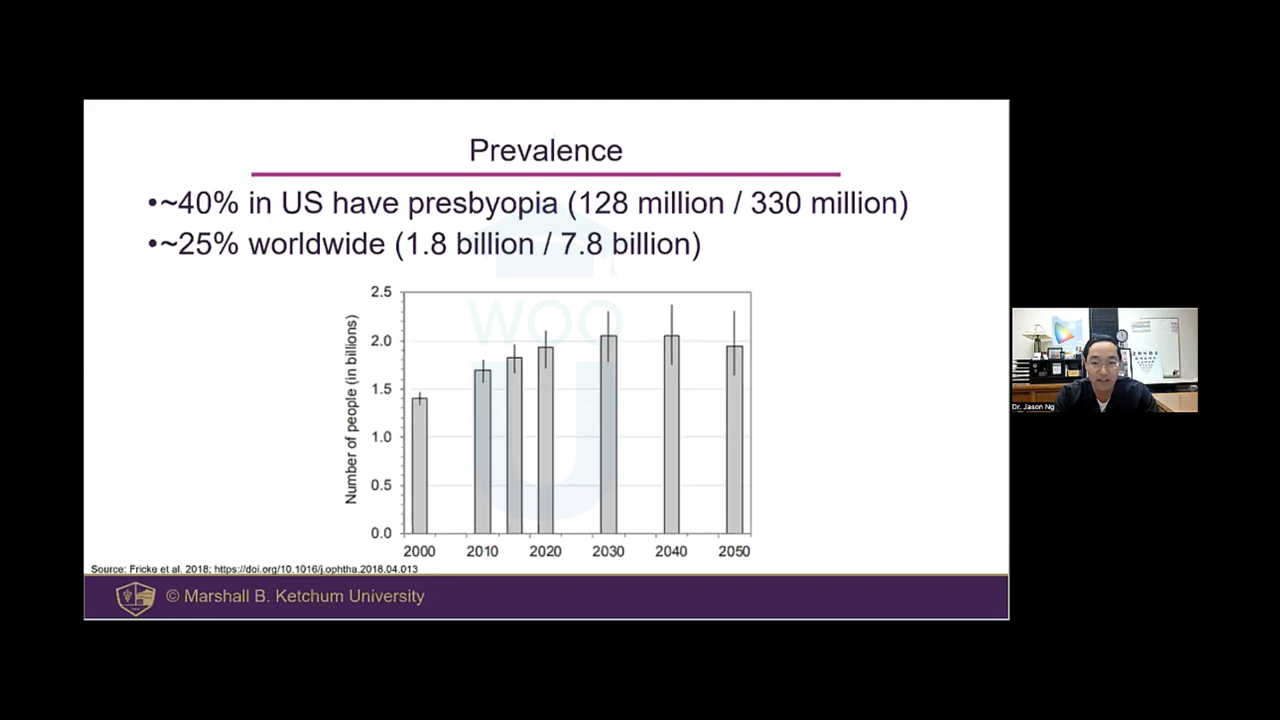 Prevalence
•~40% in US have presbyopia (128 million / 330 million)
•~25% worldwide (1.8 billion / 7.8 billion)
WOO
U
Number of people (in billions)
2.5
2.0
1.5
1.0
0.5
0.0
2000 2010 2020 2030 2040 2050
Source: Fricke et al. 2018; https://doi.org/10.1016/j.ophtha.2018.04.013
© Marshall B. Ketchum University
Dr. Jason Ng